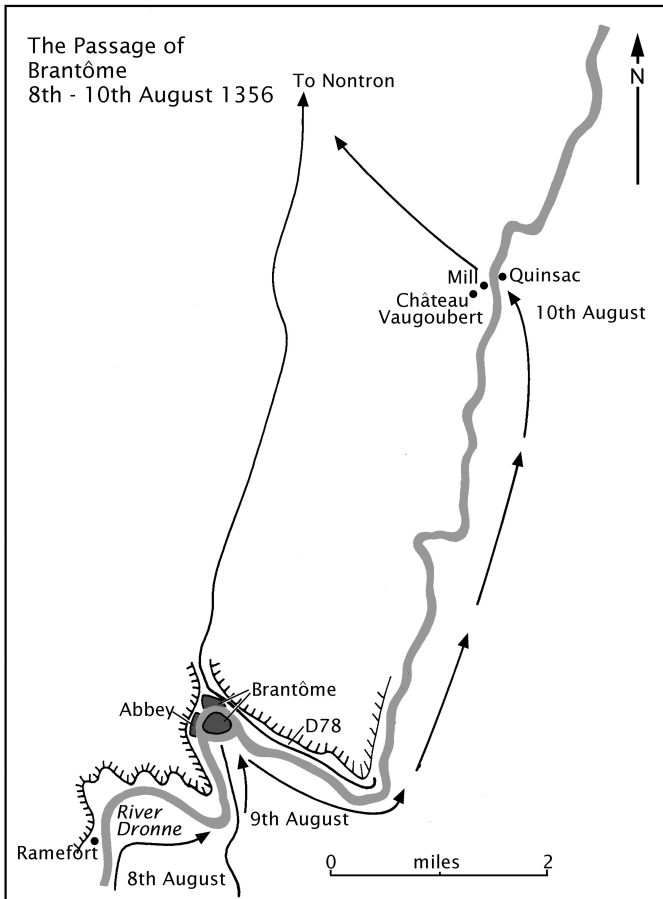 The Passage of
Brantôme
8th - 10th August 1356
To Nontron
N
Mill
Quinsac
Château
Vaugoubert
10th August
Brantôme
Abbey
D78
River
Dronne
9th August
Ramefort
8th August
0 miles 2